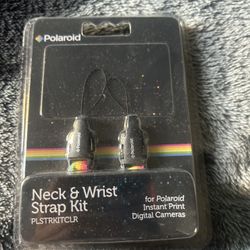 Polaroid
Neck & Wrist
Strap Kit
PLSTRKITCLR
for Polaroid
Instant Print
Digital Cameras